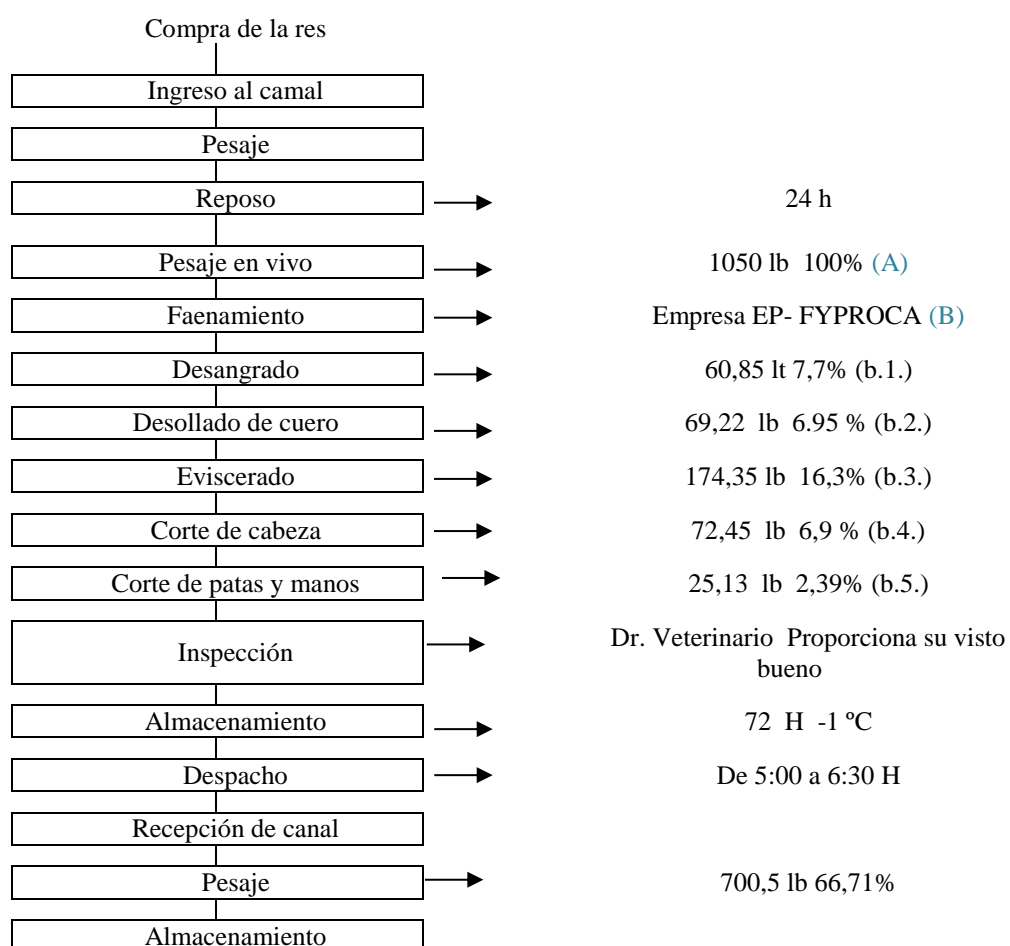 Compra de la res
Ingreso al camal
Pesaje
Reposo
24 h
Pesaje en vivo
1050 lb 100% (A)
Faenamiento
Empresa EP- FYPROCA (B)
Desangrado
60,85 lt 7,7% (b.1.)
Desollado de cuero
69,22 lb 6.95 % (b.2.)
Eviscerado
174,35 lb 16,3% (b.3.)
Corte de cabeza
72,45 lb 6,9 % (b.4.)
Corte de patas y manos
25,13 lb 2,39% (b.5.)
Inspección
Dr. Veterinario Proporciona su visto
bueno
Almacenamiento
72 H -1 ºC
Despacho
De 5:00 a 6:30 H
Recepción de canal
Pesaje
700,5 lb 66,71%
Almacenamiento